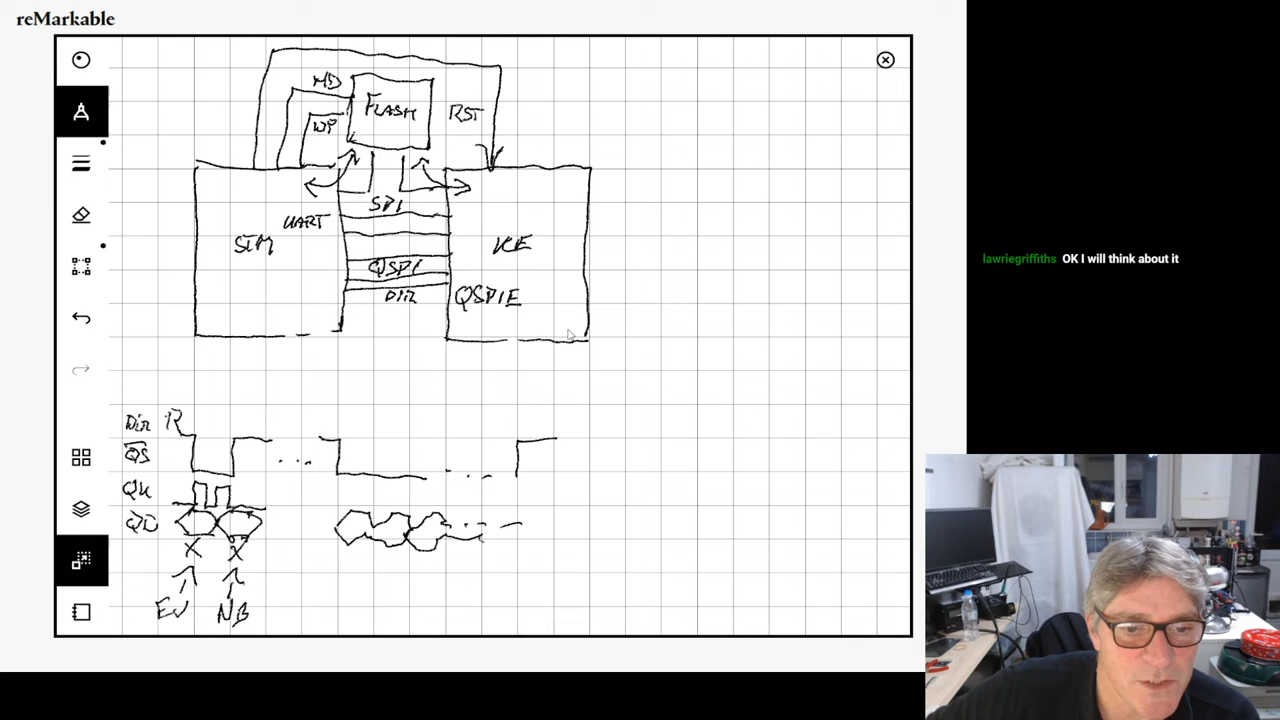 reMarkable
HD
FLASH
RST
WP
SPI
UART
STM
ICE
QSPI
DIR
QSPIE
lawriegriffiths OK I will think about it
DIR R
QS
QK
QD
X X
EV NB